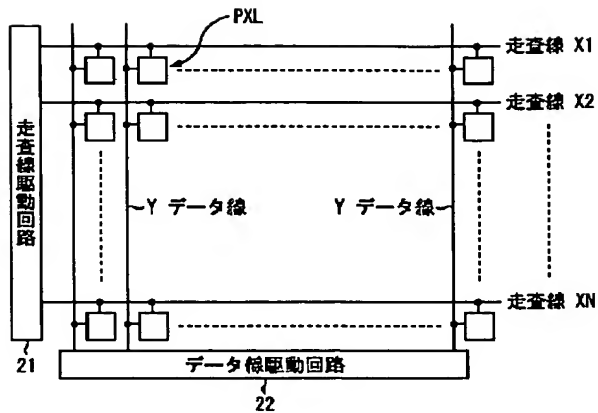 PXL
走査線 X1
走査線 X2
走査線駆動回路
Y データ線
Y データ線
走査線 XN
21
データ線駆動回路
22